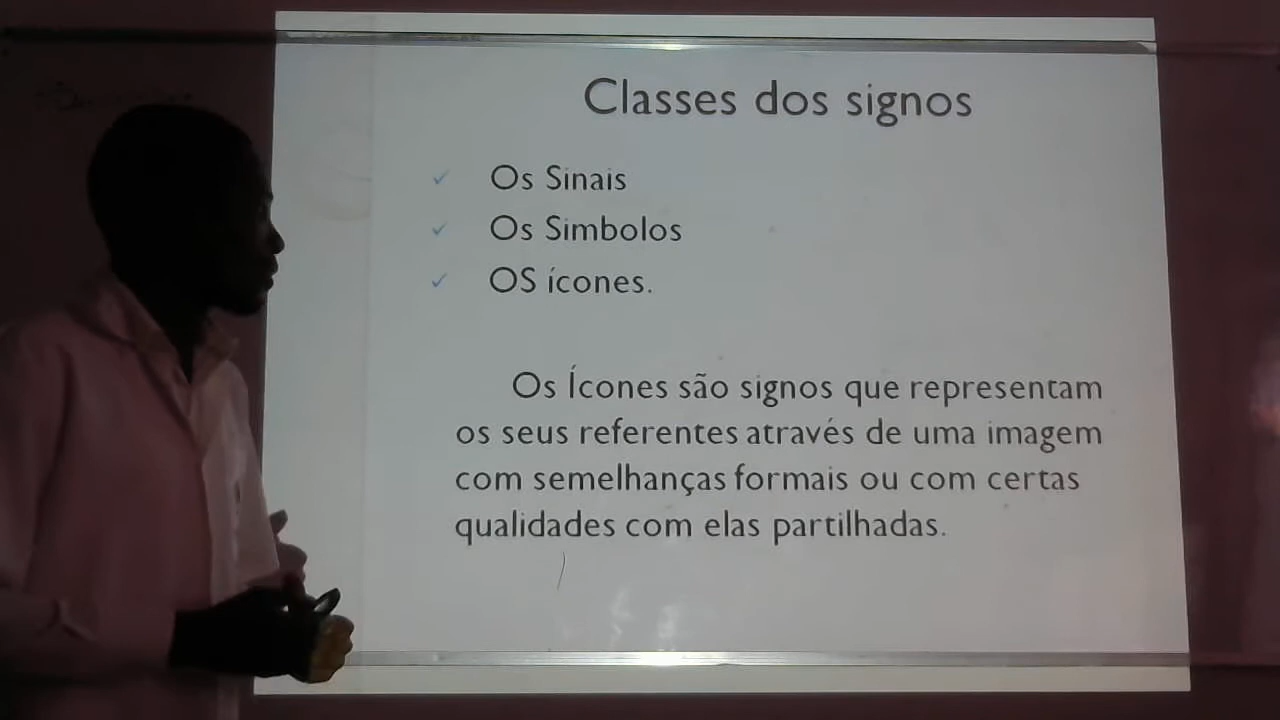 Classes dos signos
Os Sinais
Os Simbolos
OS ícones.
Os Ícones são signos que representam
os seus referentes através de uma imagem
com semelhanças formais ou com certas
qualidades com elas partilhadas.